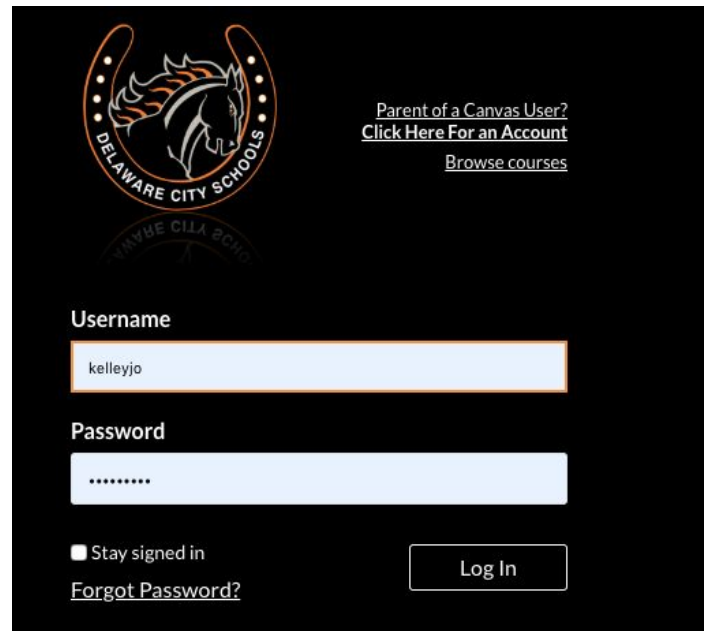 DELAWARE CITY SCHOOLS
Parent of a Canvas User?
Click Here For an Account
Browse courses
Username
kelleyjo
Password
•••••••••
Stay signed in
Log In
Forgot Password?